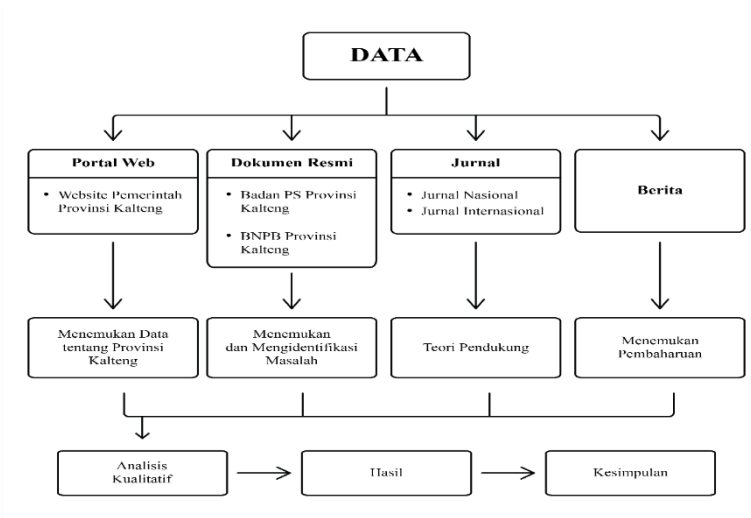 DATA
Portal Web
• Website Pemerintah
Provinsi Kalteng
Dokumen Resmi
• Badan PS Provinsi
Kalteng
• BNPB Provinsi
Kalteng
Jurnal
• Jurnal Nasional
• Jurnal Internasional
Berita
Menemukan Data
tentang Provinsi
Kalteng
Menemukan
dan Mengidentifikasi
Masalah
Teori Pendukung
Menemukan
Pembaharuan
Analisis
Kualitatif
Hasil
Kesimpulan